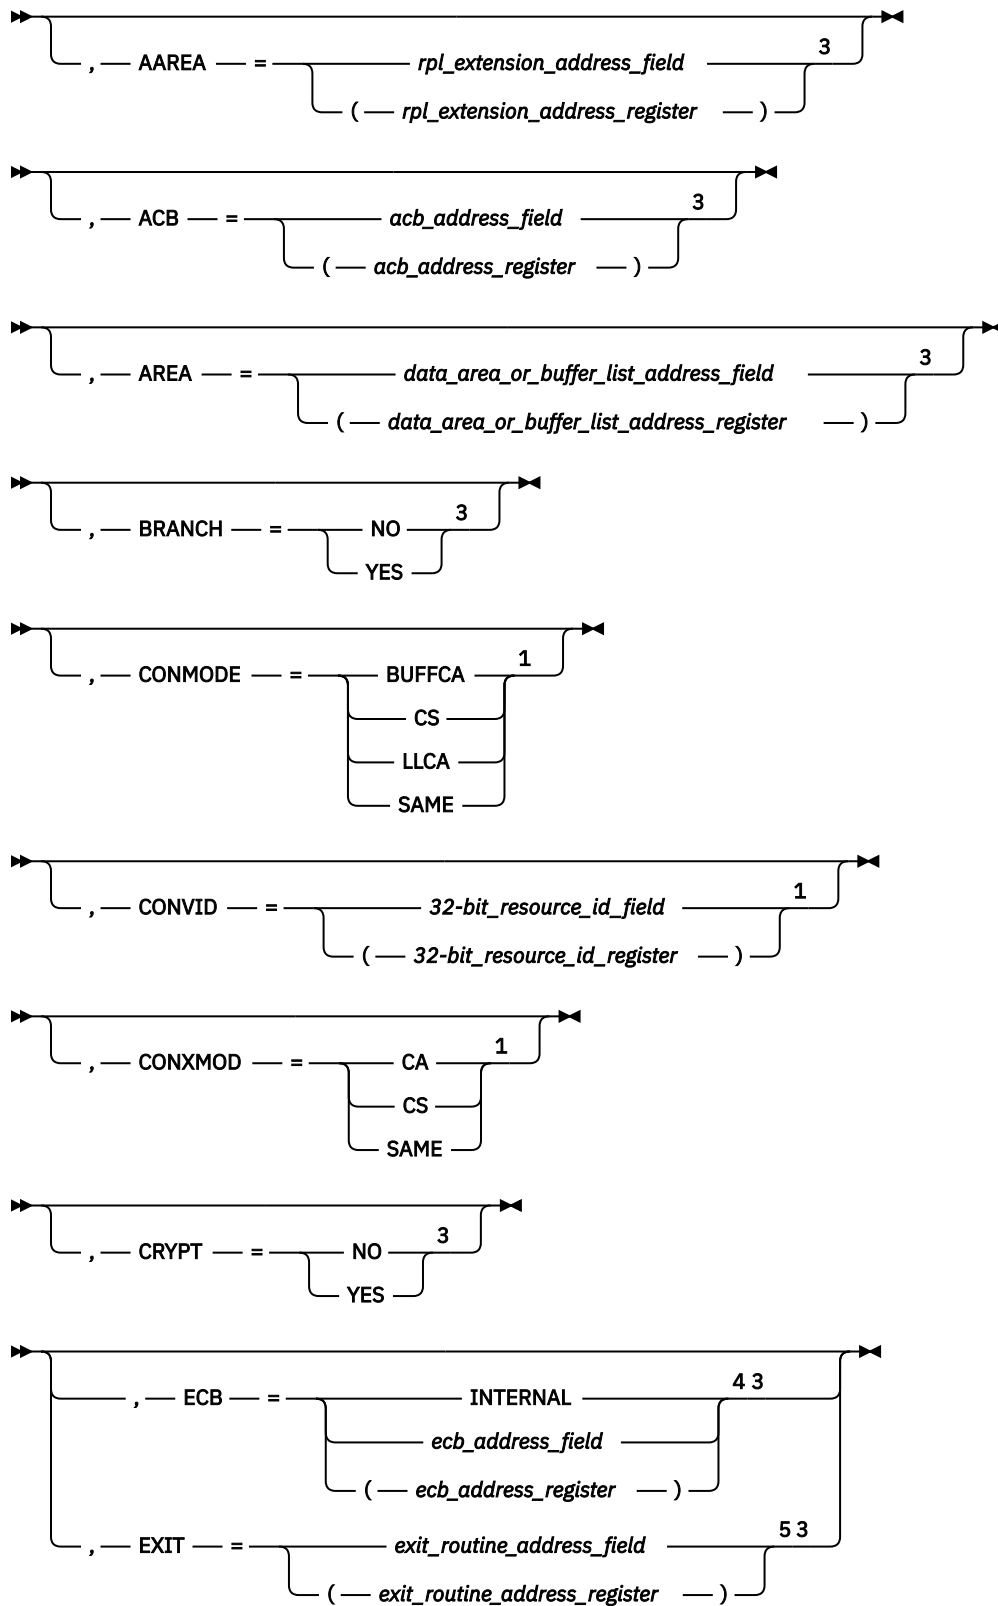 3
, AAREA = rpl_extension_address_field
( rpl_extension_address_register )
3
, ACB = acb_address_field
( acb_address_register )
3
, AREA = data_area_or_buffer_list_address_field
( data_area_or_buffer_list_address_register )
3
, BRANCH = NO
YES
1
, CONMODE = BUFFCA
CS
LLCA
SAME
1
, CONVID = 32-bit_resource_id_field
( 32-bit_resource_id_register )
1
, CONXMOD = CA
CS
SAME
3
, CRYPT = NO
YES
4 3
, ECB = INTERNAL
ecb_address_field
( ecb_address_register )
5 3
, EXIT = exit_routine_address_field
( exit_routine_address_register )